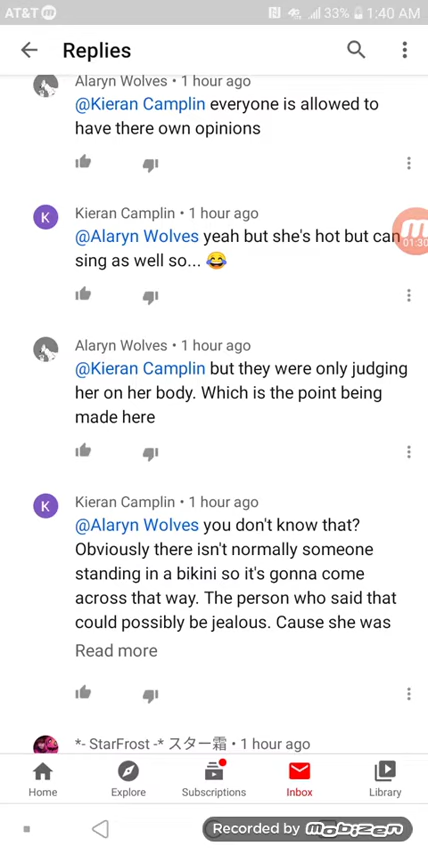 AT&T m 4G 33% 1:40 AM
Replies
Alaryn Wolves • 1 hour ago
@Kieran Camplin everyone is allowed to
have there own opinions
K Kieran Camplin • 1 hour ago
@Alaryn Wolves yeah but she's hot but can
sing as well so... 😂
m
01:30
Alaryn Wolves • 1 hour ago
@Kieran Camplin but they were only judging
her on her body. Which is the point being
made here
K Kieran Camplin • 1 hour ago
@Alaryn Wolves you don't know that?
Obviously there isn't normally someone
standing in a bikini so it's gonna come
across that way. The person who said that
could possibly be jealous. Cause she was
Read more
*- StarFrost -* スター霜 • 1 hour ago
Home Explore Subscriptions Inbox Library
Recorded by mobizen